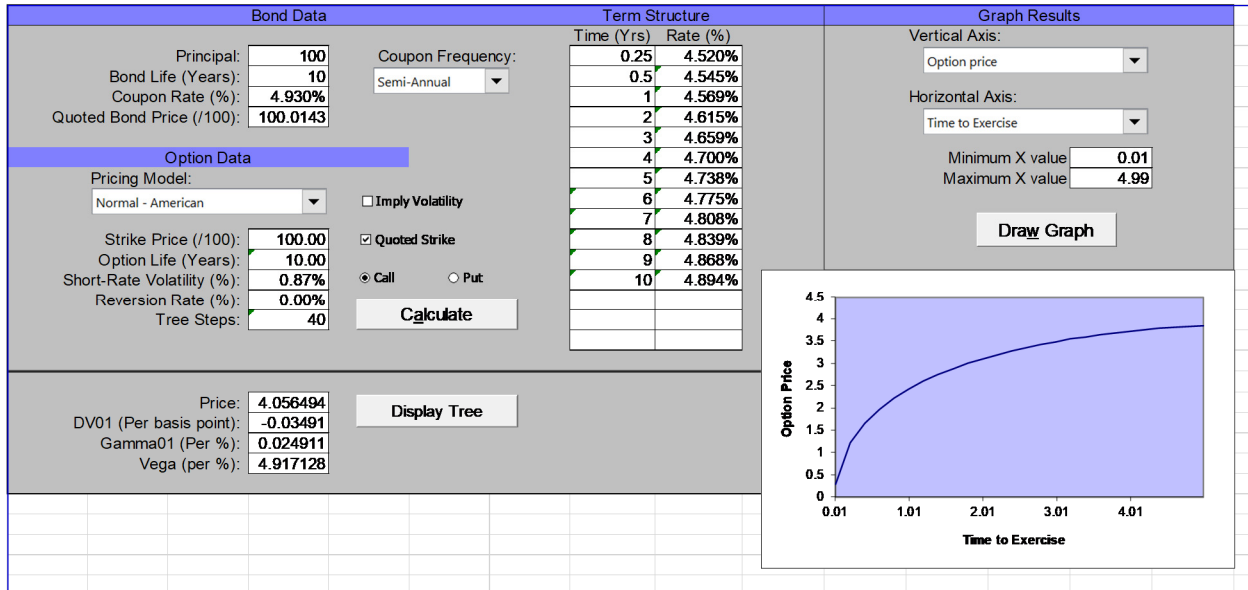 Bond Data
Principal: 100
Bond Life (Years): 10
Coupon Rate (%): 4.930%
Quoted Bond Price (/100): 100.0143
Coupon Frequency:
Semi-Annual
Option Data
Pricing Model:
Normal - American
Imply Volatility
Strike Price (/100): 100.00
Quoted Strike
Option Life (Years): 10.00
Short-Rate Volatility (%): 0.87%
Call Put
Reversion Rate (%): 0.00%
Tree Steps: 40
Calculate
Price: 4.056494
DV01 (Per basis point): -0.03491
Gamma01 (Per %): 0.024911
Vega (per %): 4.917128
Display Tree
Term Structure
Time (Yrs) Rate (%)
0.25 4.520%
0.5 4.545%
1 4.569%
2 4.615%
3 4.659%
4 4.700%
5 4.738%
6 4.775%
7 4.808%
8 4.839%
9 4.868%
10 4.894%
Graph Results
Vertical Axis:
Option price
Horizontal Axis:
Time to Exercise
Minimum X value 0.01
Maximum X value 4.99
Draw Graph
Option Price
4.5
4
3.5
3
2.5
2
1.5
1
0.5
0
0.01 1.01 2.01 3.01 4.01
Time to Exercise